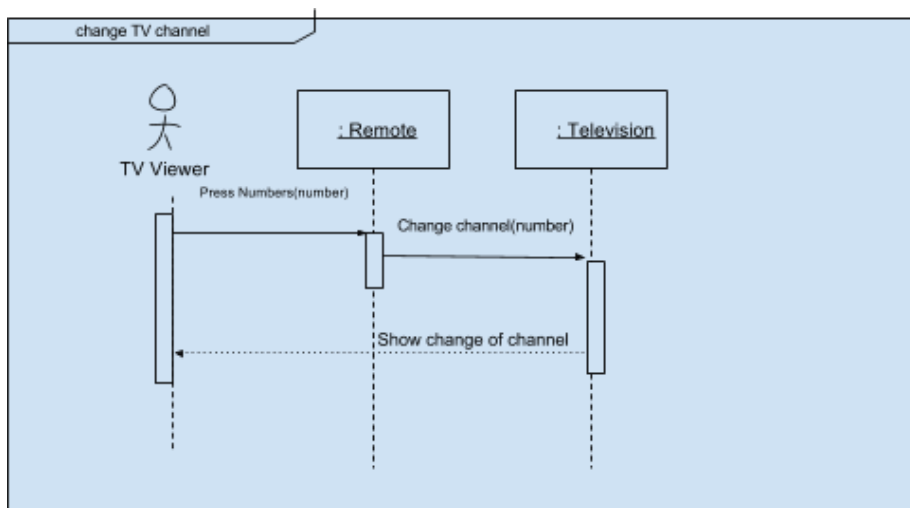 change TV channel
: Remote
: Television
TV Viewer
Press Numbers(number)
Change channel(number)
Show change of channel